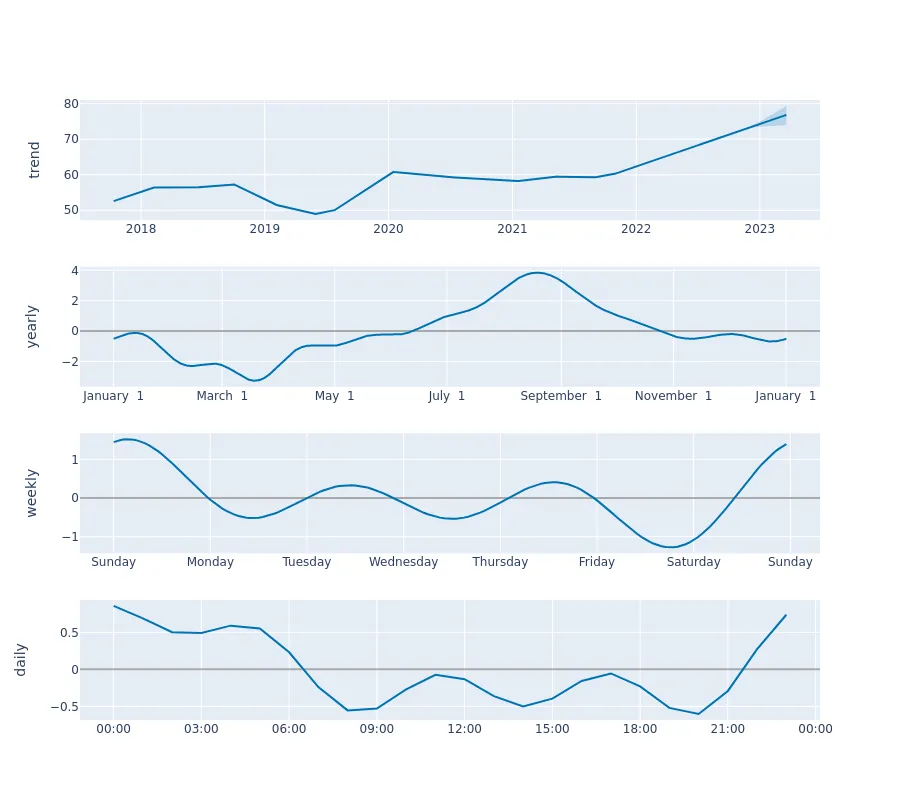 trend
80
70
60
50
2018 2019 2020 2021 2022 2023
yearly
4
2
0
−2
January 1 March 1 May 1 July 1 September 1 November 1 January 1
weekly
1
0
−1
Sunday Monday Tuesday Wednesday Thursday Friday Saturday Sunday
daily
0.5
0
−0.5
00:00 03:00 06:00 09:00 12:00 15:00 18:00 21:00 00:00